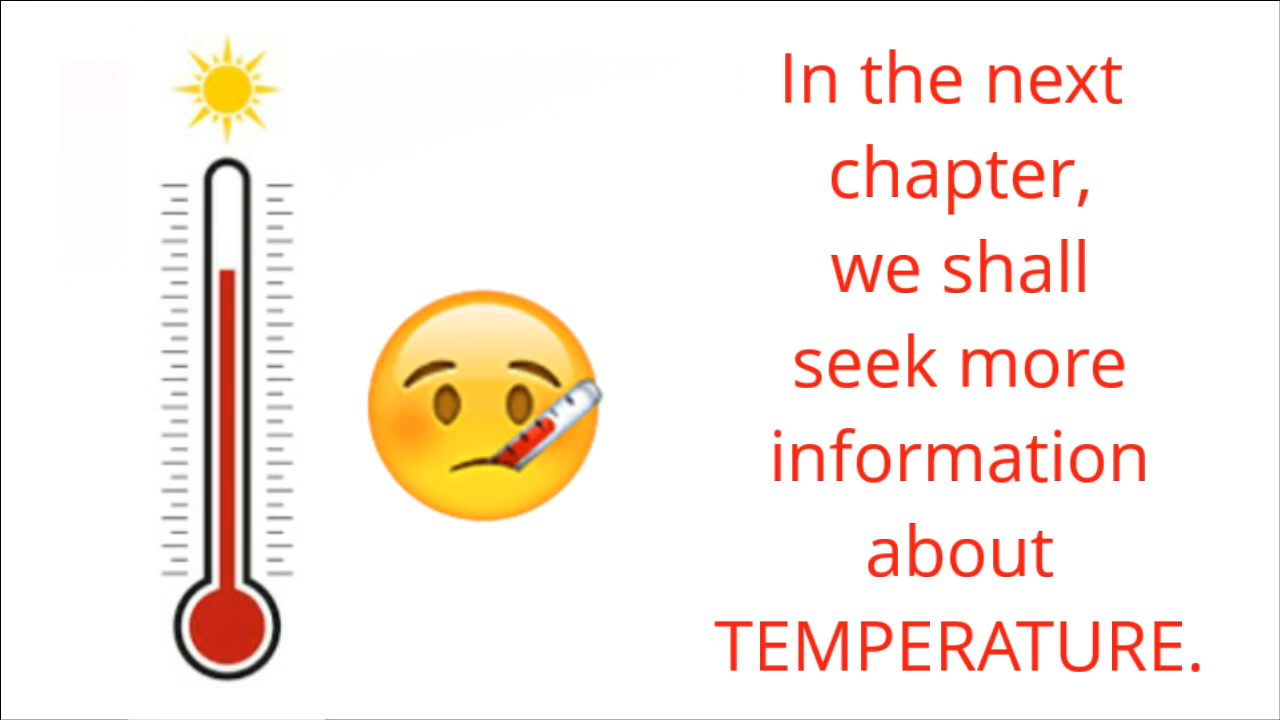 In the next
chapter,
we shall
seek more
information
about
TEMPERATURE.